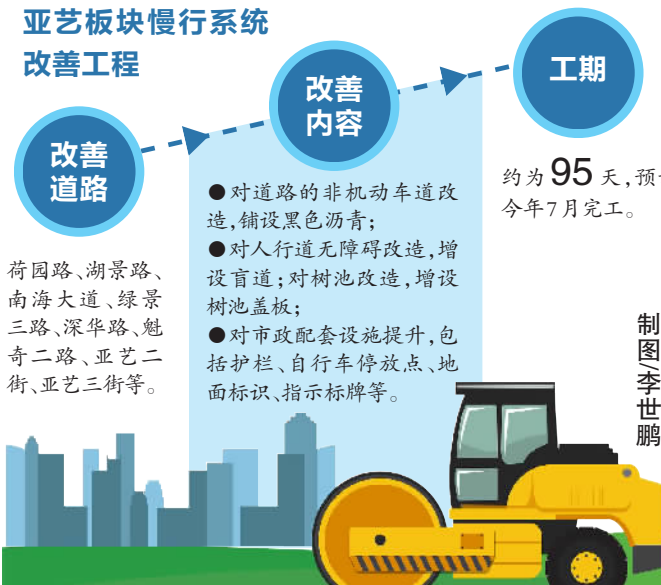 亚艺板块慢行系统
改善工程
改善
道路
荷园路、湖景路、
南海大道、绿景
三路、深华路、魁
奇二路、亚艺二
街、亚艺三街等。
改善
内容
●对道路的非机动车道改
造,铺设黑色沥青;
●对人行道无障碍改造,增
设盲道;对树池改造,增设
树池盖板;
●对市政配套设施提升,包
括护栏、自行车停放点、地
面标识、指示标牌等。
工期
约为95天,预
今年7月完工。
制图/李世鹏